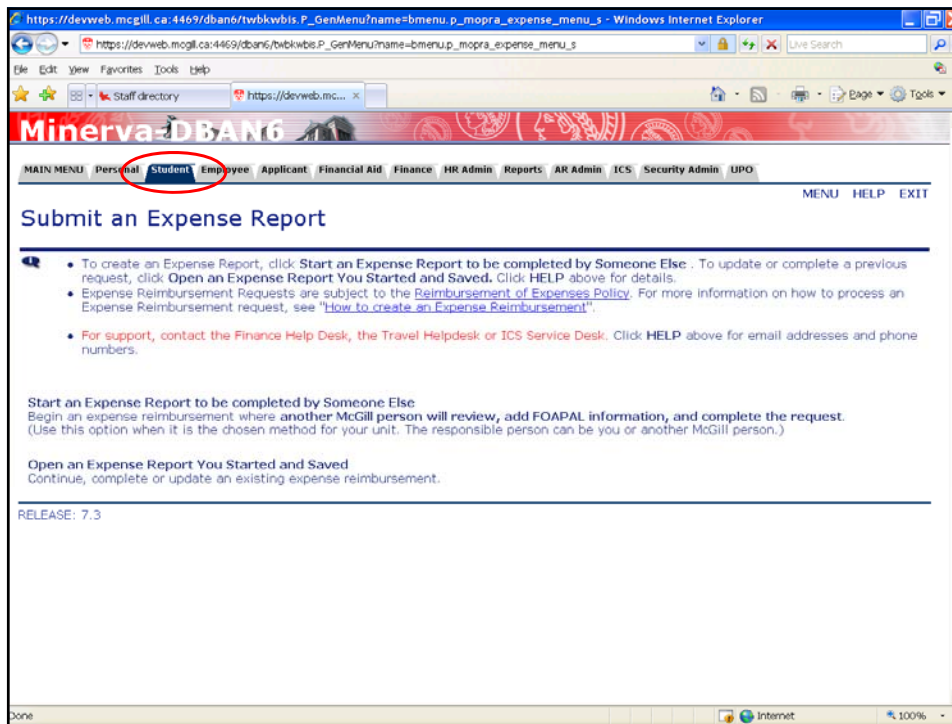 https://devweb.mcgill.ca:4469/dban6/twbkwbis.P_GenMenu?name=bmenu.p_mopra_expense_menu_s - Windows Internet Explorer
https://devweb.mcgill.ca:4469/dban6/twbkwbis.P_GenMenu?name=bmenu.p_mopra_expense_menu_s Live Search
File Edit View Favorites Tools Help
Staff directory https://devweb.mc... Page Tools
Minerva-DBAN6
MAIN MENU Personal Student Employee Applicant Financial Aid Finance HR Admin Reports AR Admin ICS Security Admin UPO
MENU HELP EXIT
Submit an Expense Report
• To create an Expense Report, click Start an Expense Report to be completed by Someone Else . To update or complete a previous
request, click Open an Expense Report You Started and Saved. Click HELP above for details.
• Expense Reimbursement Requests are subject to the Reimbursement of Expenses Policy. For more information on how to process an
Expense Reimbursement request, see "How to create an Expense Reimbursement".
• For support, contact the Finance Help Desk, the Travel Helpdesk or ICS Service Desk. Click HELP above for email addresses and phone
numbers.
Start an Expense Report to be completed by Someone Else
Begin an expense reimbursement where another McGill person will review, add FOAPAL information, and complete the request.
(Use this option when it is the chosen method for your unit. The responsible person can be you or another McGill person.)
Open an Expense Report You Started and Saved
Continue, complete or update an existing expense reimbursement.
RELEASE: 7.3
Done Internet 100%